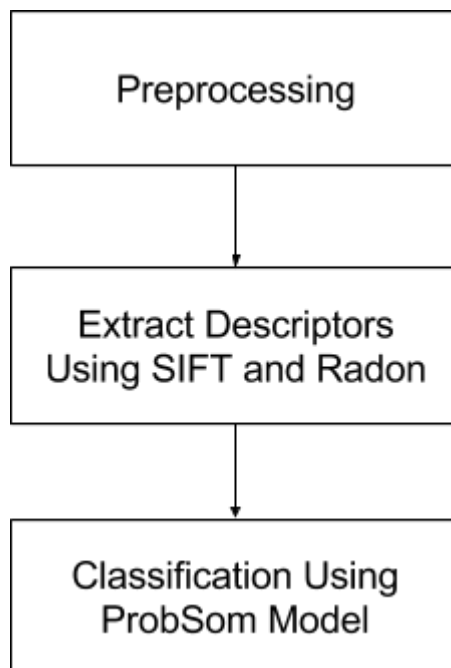 Preprocessing
Extract Descriptors
Using SIFT and Radon
Classification Using
ProbSom Model